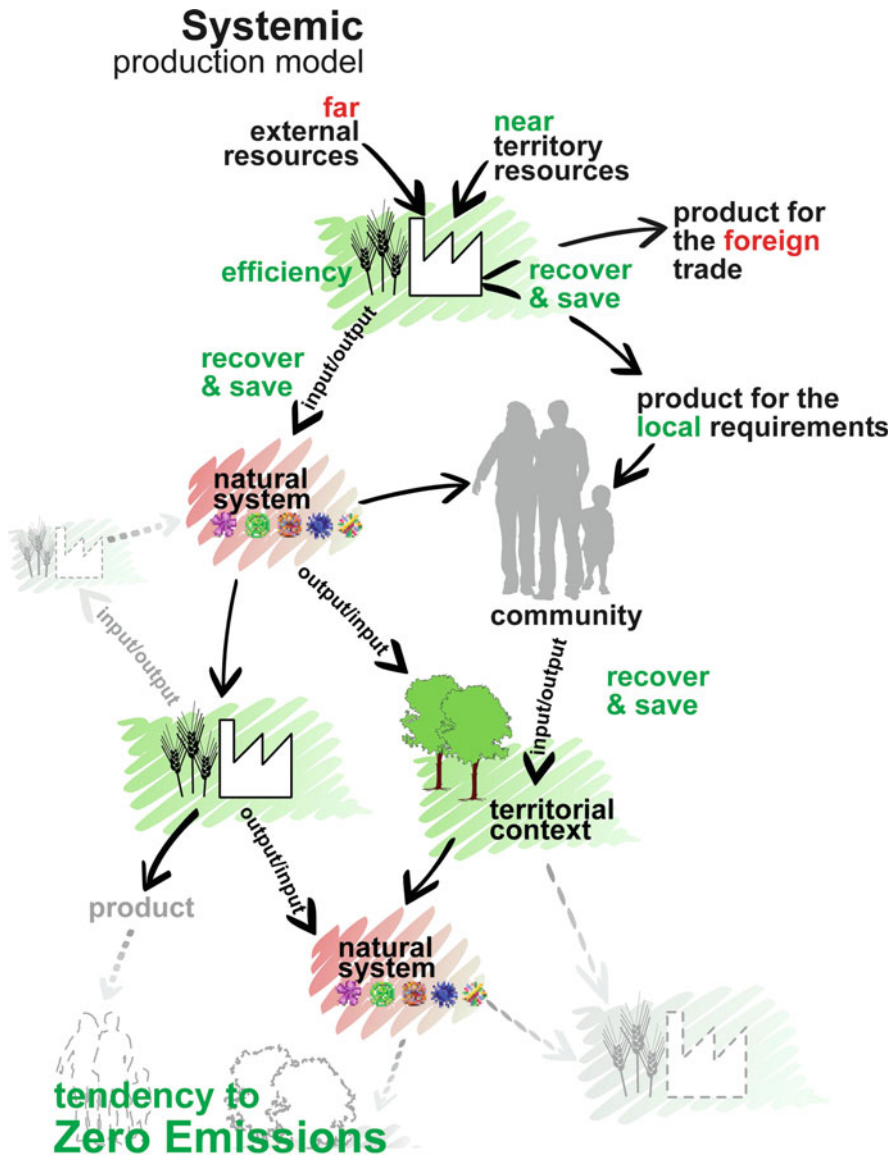 Systemic
production model
far
external
resources
near
territory
resources
product for
the foreign
trade
efficiency
recover
& save
recover
& save
input/output
product for the
local requirements
natural
system
output/input
community
input/output
input/output
recover
& save
territorial
context
output/input
product
natural
system
tendency to
Zero Emissions